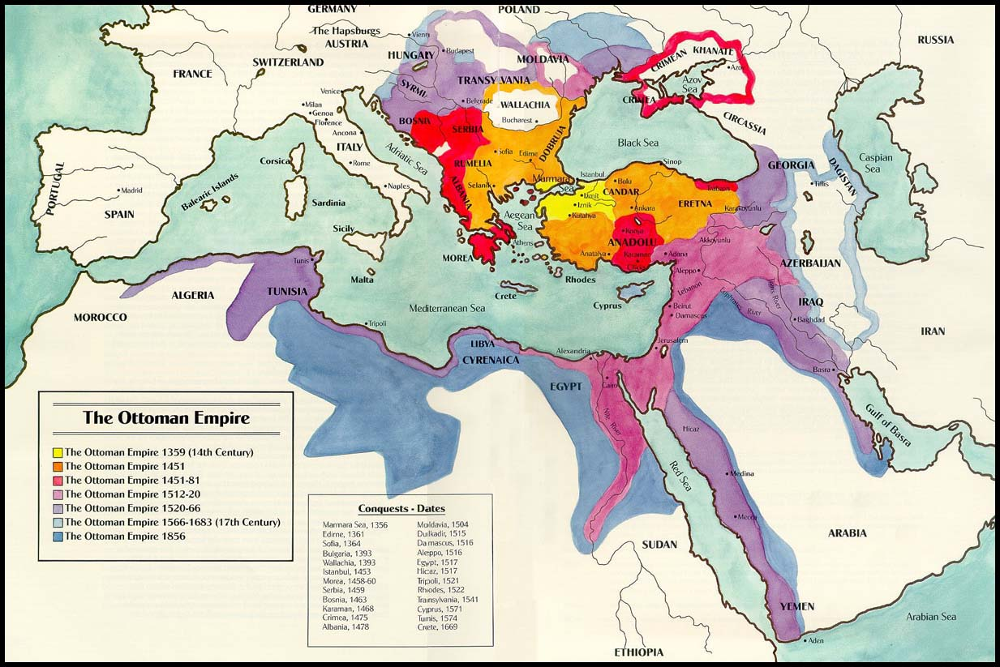 GERMANY
POLAND
RUSSIA
The Hapsburgs
AUSTRIA
HUNGARY
Budapest
SWITZERLAND
FRANCE
MOLDAVIA
CRIMEAN KHANATE
Azov
Azov
Sea
CRIMEA
CIRCASSIA
TRANSY VANIA
SYRMI-
Venice
Milan
Genoa
Florence
Ancona
ITALY
Rome
Naples
Adriatic Sea
Belgrade
BOSNIA
SERBIA
WALLACHIA
Bucharest
DOBRUJA
Sofia
Edirne
RUMELIA
ALBANIA
Selanik
Black Sea
GEORGIA
Tiflis
DAGISTAN
Caspian
Sea
PORTUGAL
Madrid
SPAIN
Balearic Islands
Corsica
Sardinia
Sicily
Malta
Marmara
Sea
Istanbul
Sinop
Izmit
Iznik
Kutahya
Bolu
CANDAR
Ankara
ERETNA
Trabzon
Karakoyunlu
Akkoyunlu
AZERBAIJAN
Aegean
Sea
Athens
MOREA
Konya
ANADOLU
Karaman
Anatalya
Adana
Aleppo
Rhodes
Crete
Cyprus
Lebanon
Beirut
Damascus
Jerusalem
Euphrates River
Tigris River
IRAQ
Baghdad
Basra
IRAN
Mediterranean Sea
MOROCCO
ALGERIA
TUNISIA
Tunis
Tripoli
LIBYA
CYRENAICA
Alexandria
EGYPT
Cairo
Nile River
Hicaz
Medina
Mecca
Red Sea
Gulf of Basra
ARABIA
SUDAN
YEMEN
Aden
Arabian Sea
ETHIOPIA
The Ottoman Empire
The Ottoman Empire 1359 (14th Century)
The Ottoman Empire 1451
The Ottoman Empire 1451-81
The Ottoman Empire 1512-20
The Ottoman Empire 1520-66
The Ottoman Empire 1566-1683 (17th Century)
The Ottoman Empire 1856
Conquests - Dates
Marmara Sea, 1356
Edirne, 1361
Sofia, 1364
Bulgaria, 1393
Wallachia, 1393
Istanbul, 1453
Morea, 1458-60
Serbia, 1459
Bosnia, 1463
Karaman, 1468
Crimea, 1475
Albania, 1478
Moldavia, 1504
Dulkadir, 1515
Damascus, 1516
Aleppo, 1516
Egypt, 1517
Hicaz, 1517
Tripoli, 1521
Rhodes, 1522
Transylvania, 1541
Cyprus, 1571
Tunis, 1574
Crete, 1669